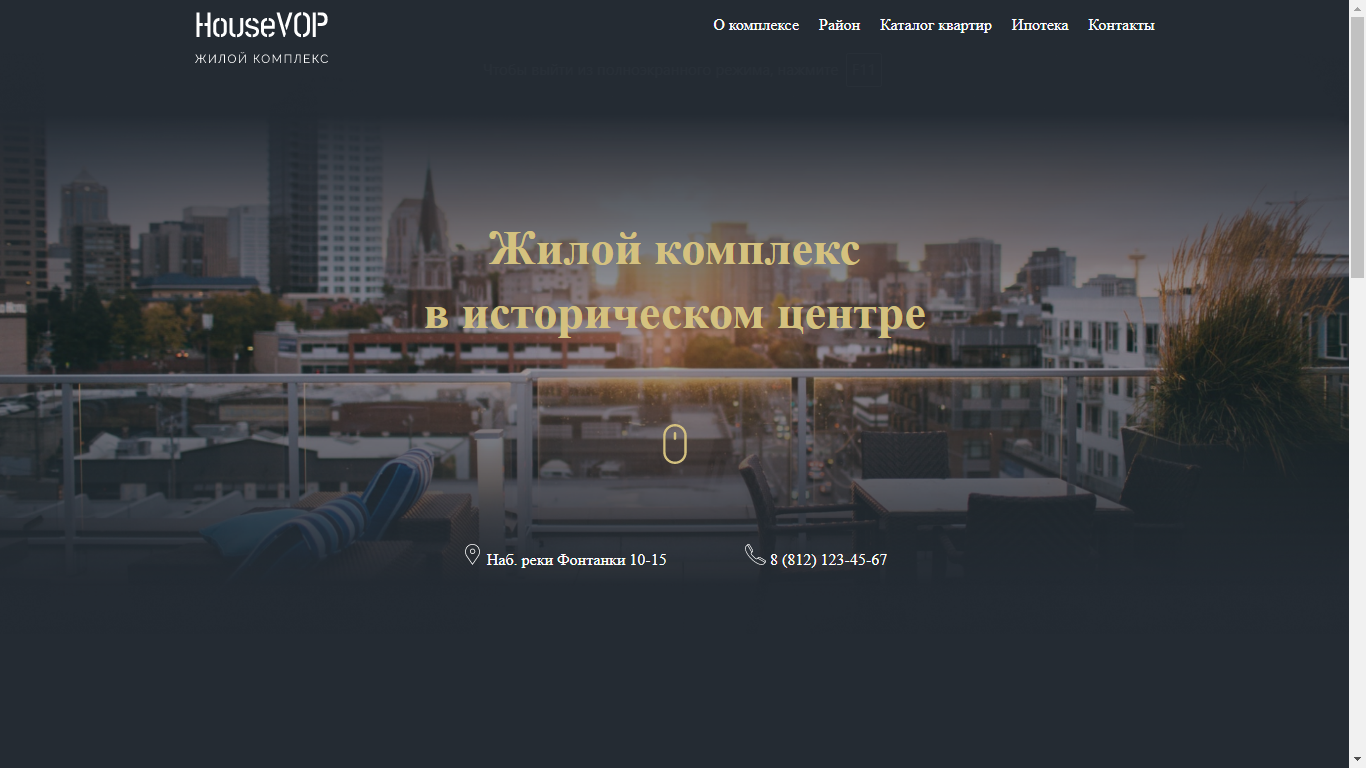 HouseVOP
ЖИЛОЙ КОМПЛЕКС
О комплексе Район Каталог квартир Ипотека Контакты
Жилой комплекс
в историческом центре
Наб. реки Фонтанки 10-15
8 (812) 123-45-67